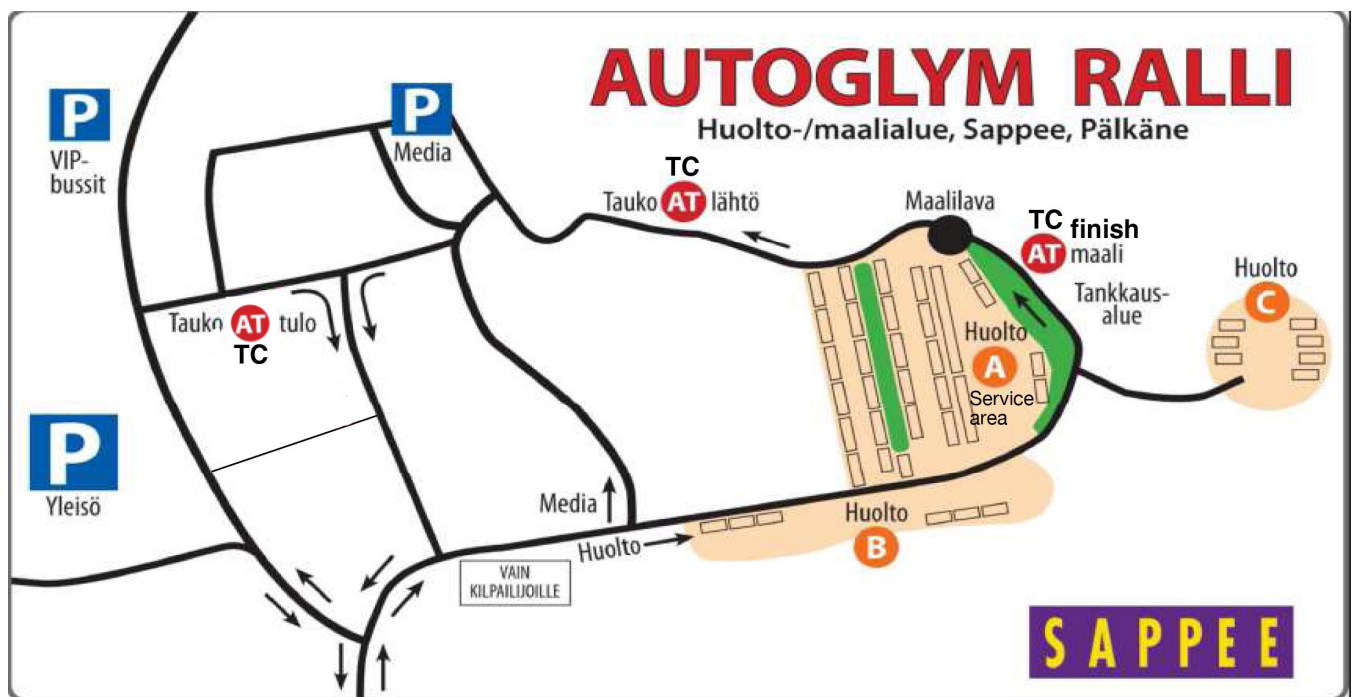 AUTOGLYM RALLI
Huolto-/maalialue, Sappee, Pälkäne
P
VIP-
bussit
P
Media
TC
Tauko AT lähtö
Maalilava
TC finish
AT maali
Tankkaus-
alue
Huolto
C
Tauko AT tulo
TC
Huolto
A
Service
area
P
Yleisö
Media
Huolto
Huolto
B
VAIN
KILPAILIJOILLE
SAPPEE